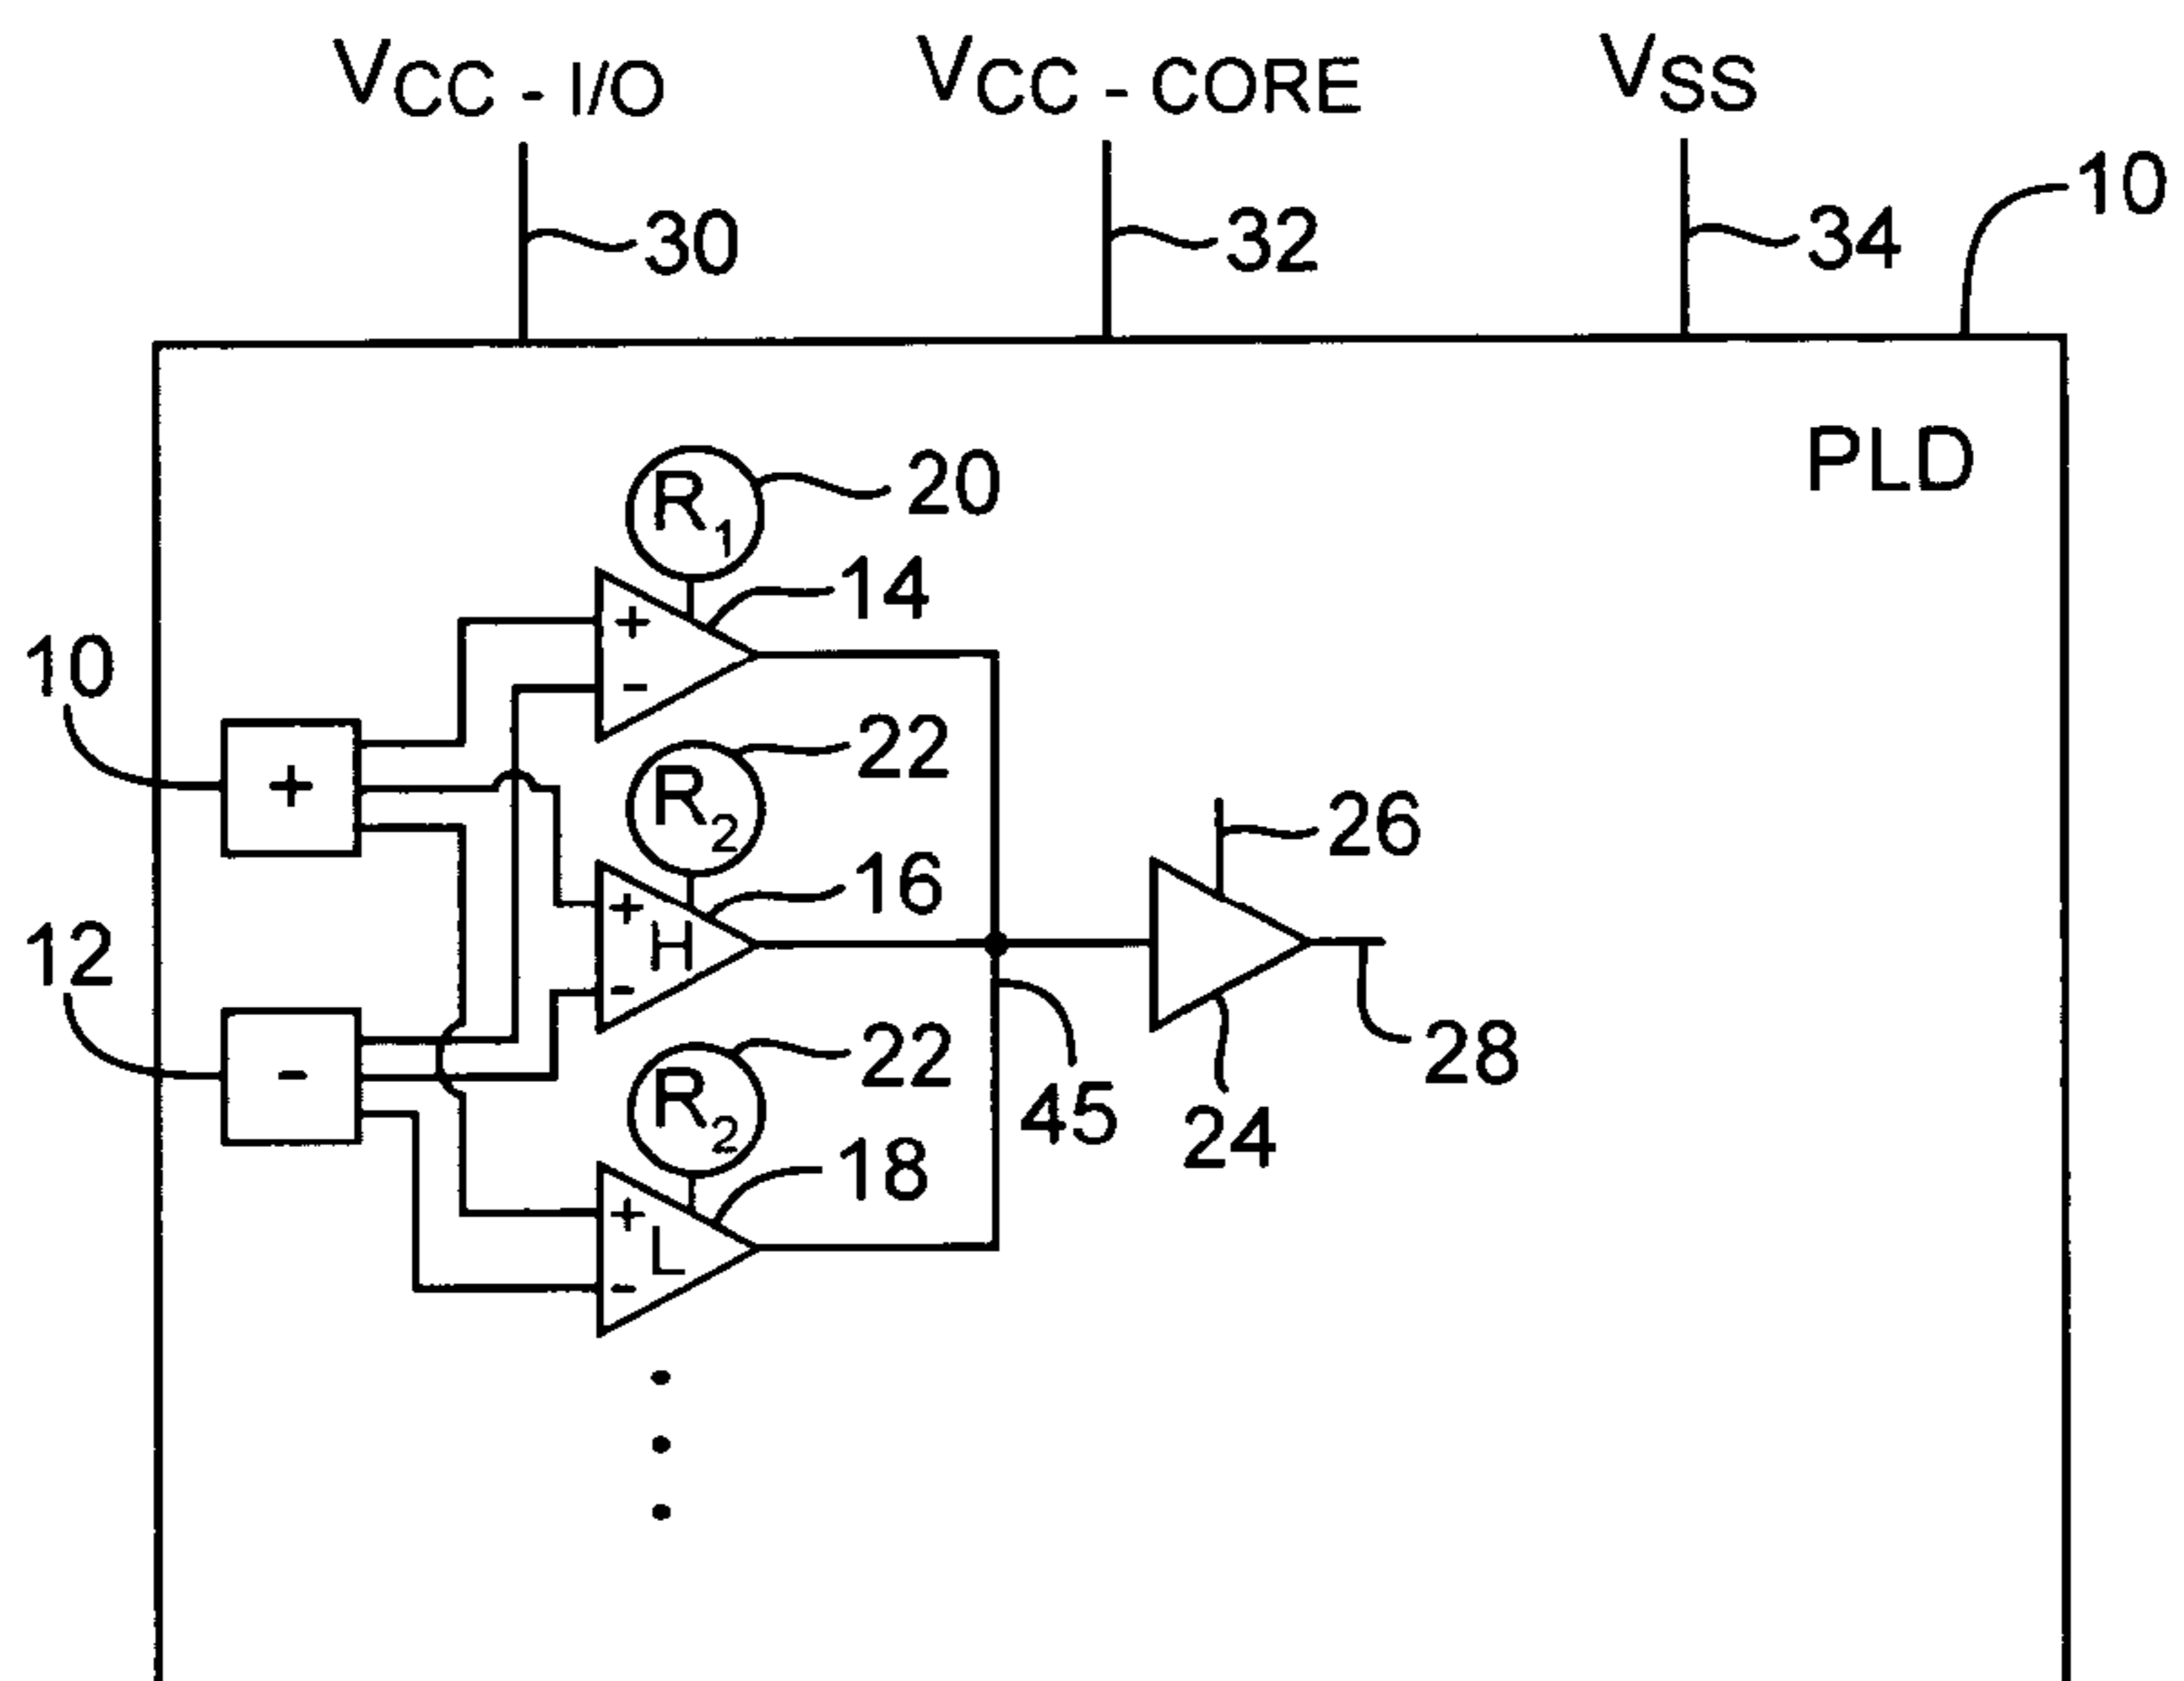 VCC - I/O VCC - CORE VSS
10
30 32 34
PLD
R1 20
+ 14
-
10
+
R2 22
+ H 16
-
26
12
-
28
R2 22
45
24
+ L 18
-